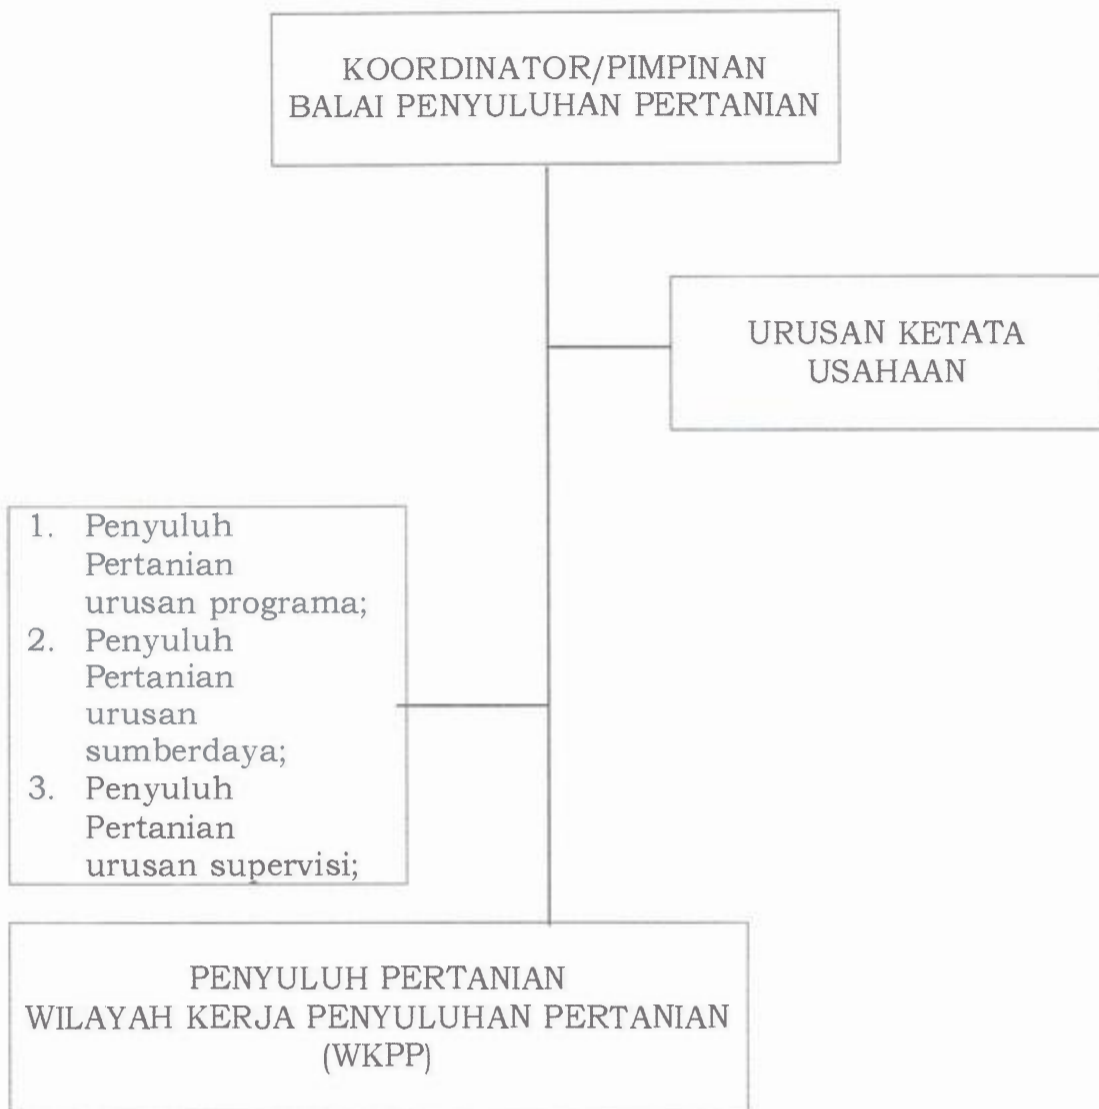 KOORDINATOR/PIMPINAN
BALAI PENYULUHAN PERTANIAN
URUSAN KETATA
USAHAAN
1. Penyuluh
Pertanian
urusan programa;
2. Penyuluh
Pertanian
urusan
sumberdaya;
3. Penyuluh
Pertanian
urusan supervisi;
PENYULUH PERTANIAN
WILAYAH KERJA PENYULUHAN PERTANIAN
(WKPP)